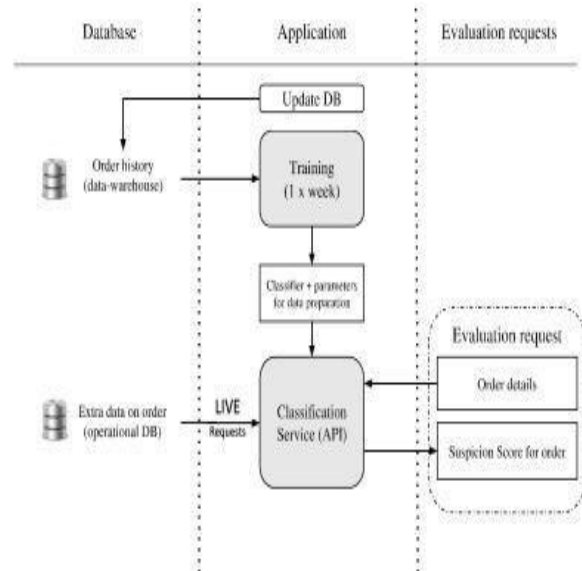 Database
Application
Evaluation requests
Update DB
Order history
(data-warehouse)
Training
(1 x week)
Classifier + parameters
for data preparation
Evaluation request
Order details
Extra data on order
(operational DB)
LIVE
Requests
Classification
Service (API)
Suspicion Score for order